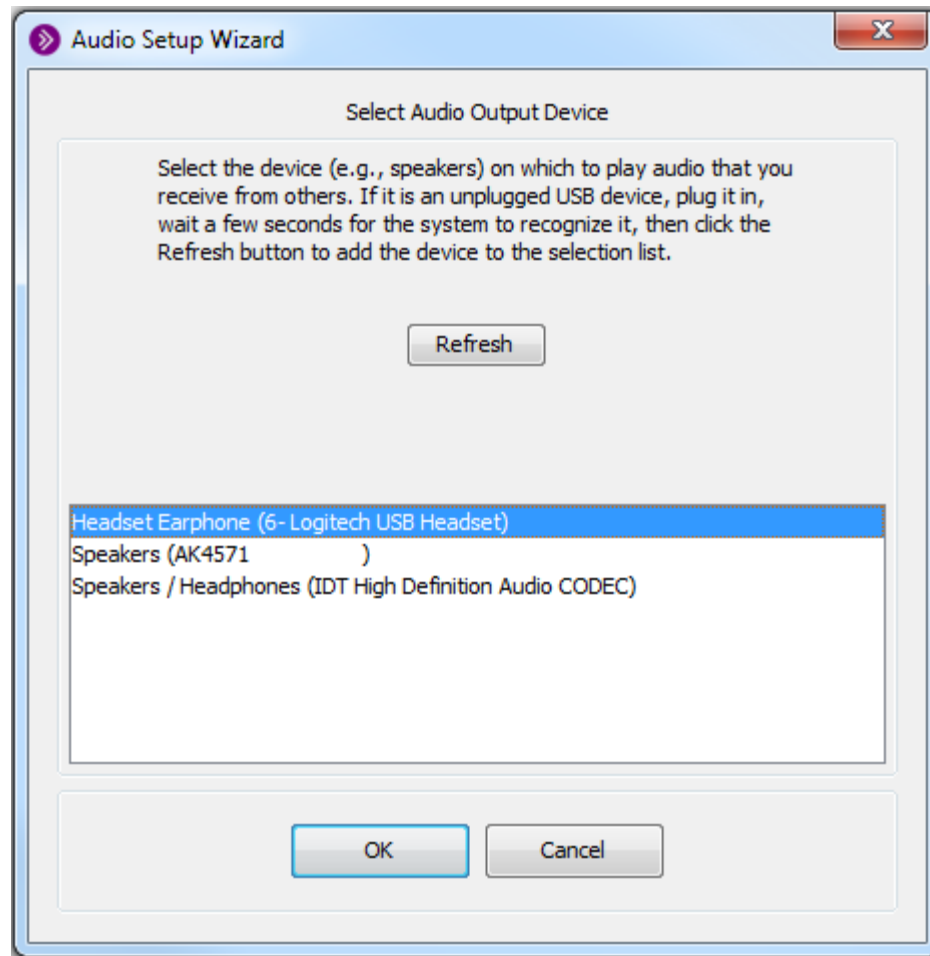 Audio Setup Wizard
Select Audio Output Device
Select the device (e.g., speakers) on which to play audio that you
receive from others. If it is an unplugged USB device, plug it in,
wait a few seconds for the system to recognize it, then click the
Refresh button to add the device to the selection list.
Refresh
Headset Earphone (6- Logitech USB Headset)
Speakers (AK4571             )
Speakers / Headphones (IDT High Definition Audio CODEC)
OK
Cancel